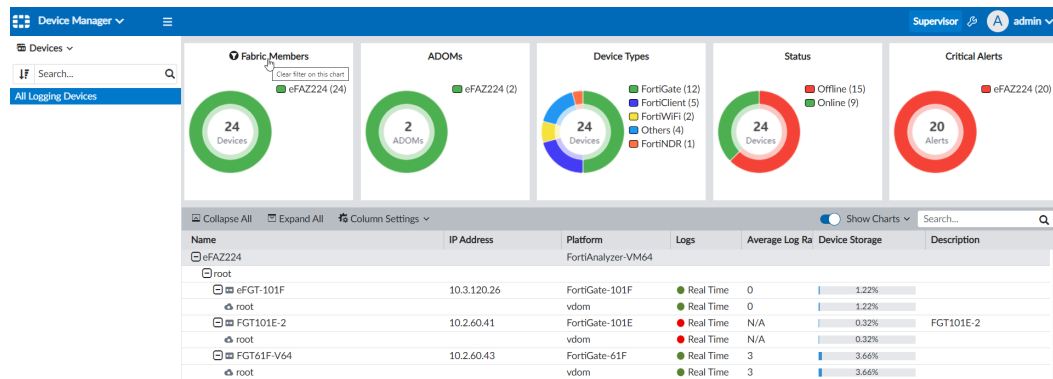 Device Manager
Supervisor
A
admin
Devices
Search...
All Logging Devices
Fabric Members
Clear filter on this chart
eFAZ224 (24)
24
Devices
ADOMs
eFAZ224 (2)
2
ADOMs
Device Types
FortiGate (12)
FortiClient (5)
FortiWiFi (2)
Others (4)
FortiNDR (1)
24
Devices
Status
Offline (15)
Online (9)
24
Devices
Critical Alerts
eFAZ224 (20)
20
Alerts
Collapse All Expand All Column Settings Show Charts Search...
Name IP Address Platform Logs Average Log Ra Device Storage Description
eFAZ224 FortiAnalyzer-VM64
root
eFGT-101F 10.3.120.26 FortiGate-101F Real Time 0 1.22%
root vdom Real Time 0 1.22%
FGT101E-2 10.2.60.41 FortiGate-101E Real Time N/A 0.32% FGT101E-2
root vdom Real Time N/A 0.32%
FGT61F-V64 10.2.60.43 FortiGate-61F Real Time 3 3.66%
root vdom Real Time 3 3.66%